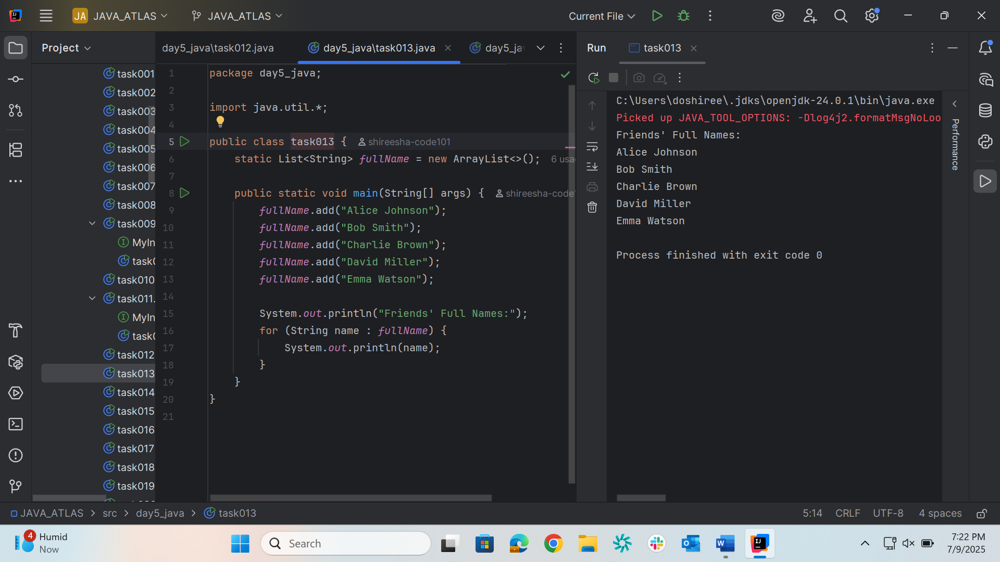 JA JAVA_ATLAS JAVA_ATLAS Current File
Project
task001
task002
task003
task004
task005
task006
task007
task008
task009
MyIn
task0
task010
task011.
MyIn
task0
task012
task013
task014
task015
task016
task017
task018
task019
day5_java\task012.java day5_java\task013.java day5_ja
1 package day5_java;
2
3 import java.util.*;
4
5 public class task013 { shireesha-code101
6 static List<String> fullName = new ArrayList<>(); 6 usa
7
8 public static void main(String[] args) { shireesha-code
9 fullName.add("Alice Johnson");
10 fullName.add("Bob Smith");
11 fullName.add("Charlie Brown");
12 fullName.add("David Miller");
13 fullName.add("Emma Watson");
14
15 System.out.println("Friends' Full Names:");
16 for (String name : fullName) {
17 System.out.println(name);
18 }
19 }
20 }
21
Run task013
C:\Users\doshiree\.jdks\openjdk-24.0.1\bin\java.exe
Picked up JAVA_TOOL_OPTIONS: -Dlog4j2.formatMsgNoLoo
Friends' Full Names:
Alice Johnson
Bob Smith
Charlie Brown
David Miller
Emma Watson
Process finished with exit code 0
Performance
JAVA_ATLAS > src > day5_java > task013
5:14 CRLF UTF-8 4 spaces
4 Humid
Now
Search
7:22 PM
7/9/2025